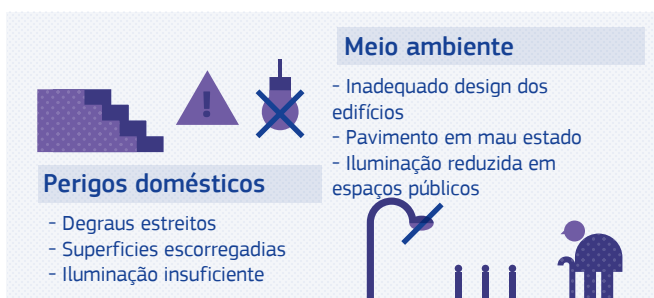 Meio ambiente
- Inadequado design dos
edifícios
- Pavimento em mau estado
- Iluminação reduzida em
espaços públicos
Perigos domésticos
- Degraus estreitos
- Superficies escorregadias
- Iluminação insuficiente